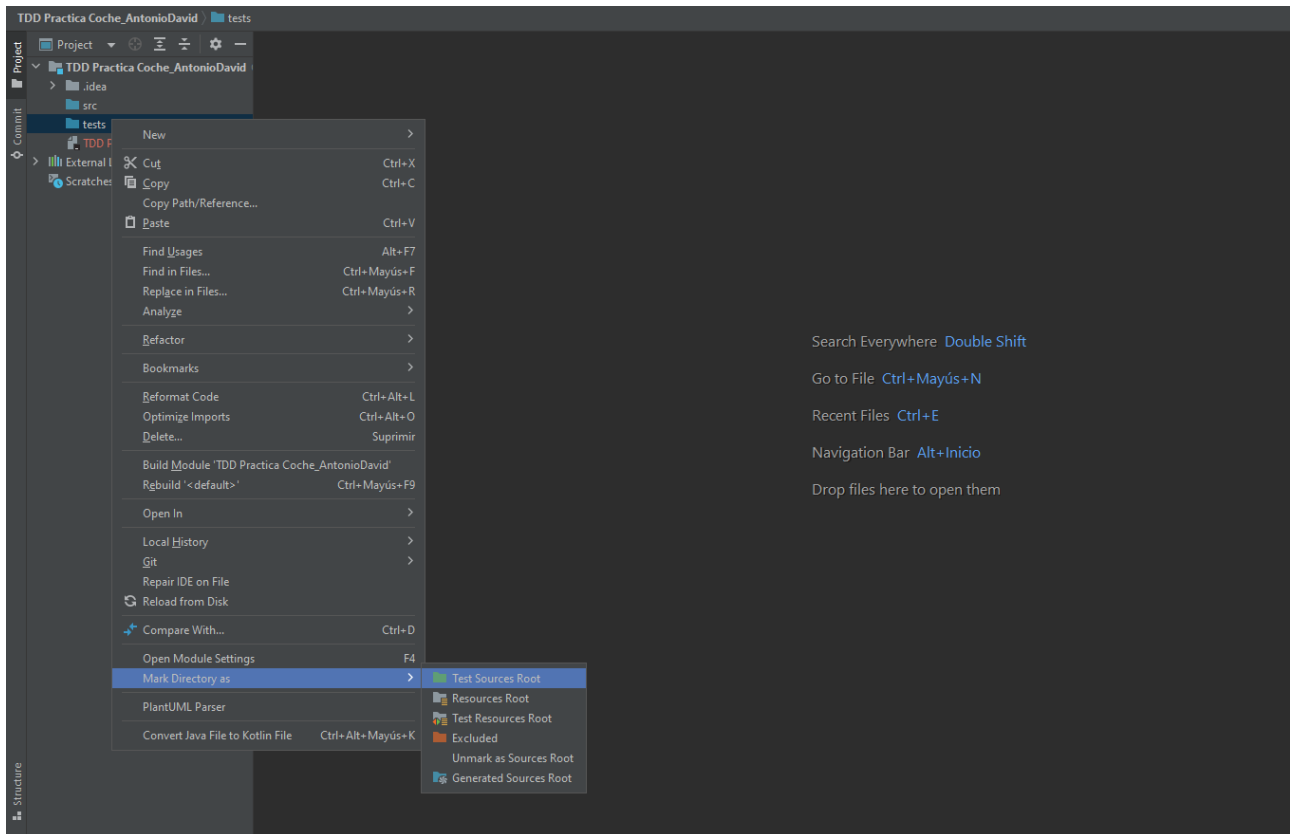 TDD Practica Coche_AntonioDavid tests
Project
Project
TDD Practica Coche_AntonioDavid
.idea
src
tests
TDD P
Commit
External L
Scratches
New
Cut Ctrl+X
Copy Ctrl+C
Copy Path/Reference...
Paste Ctrl+V
Find Usages Alt+F7
Find in Files... Ctrl+Mayús+F
Replace in Files... Ctrl+Mayús+R
Analyze
Refactor
Bookmarks
Reformat Code Ctrl+Alt+L
Optimize Imports Ctrl+Alt+O
Delete... Suprimir
Build Module 'TDD Practica Coche_AntonioDavid'
Rebuild '<default>' Ctrl+Mayús+F9
Open In
Local History
Git
Repair IDE on File
Reload from Disk
Compare With... Ctrl+D
Open Module Settings F4
Mark Directory as
PlantUML Parser
Convert Java File to Kotlin File Ctrl+Alt+Mayús+K
Test Sources Root
Resources Root
Test Resources Root
Excluded
Unmark as Sources Root
Generated Sources Root
Search Everywhere Double Shift
Go to File Ctrl+Mayús+N
Recent Files Ctrl+E
Navigation Bar Alt+Inicio
Drop files here to open them
Structure